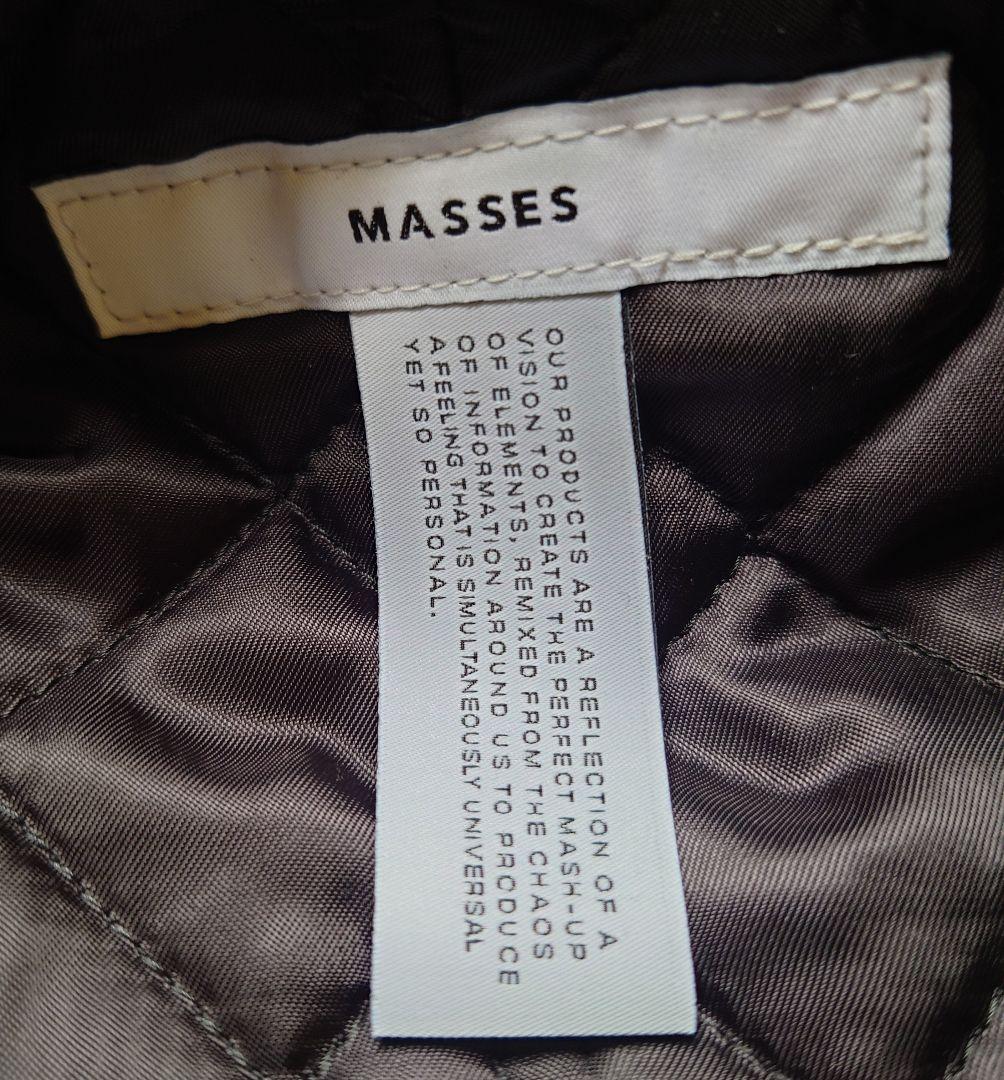 MASSES
OUR PRODUCTS ARE A REFLECTION OF A
VISION TO CREATE THE PERFECT MASH-UP
OF ELEMENTS, REMIXED FROM THE CHAOS
OF INFORMATION AROUND US TO PRODUCE
A FEELING THAT IS SIMULTANEOUSLY UNIVERSAL
YET SO PERSONAL.